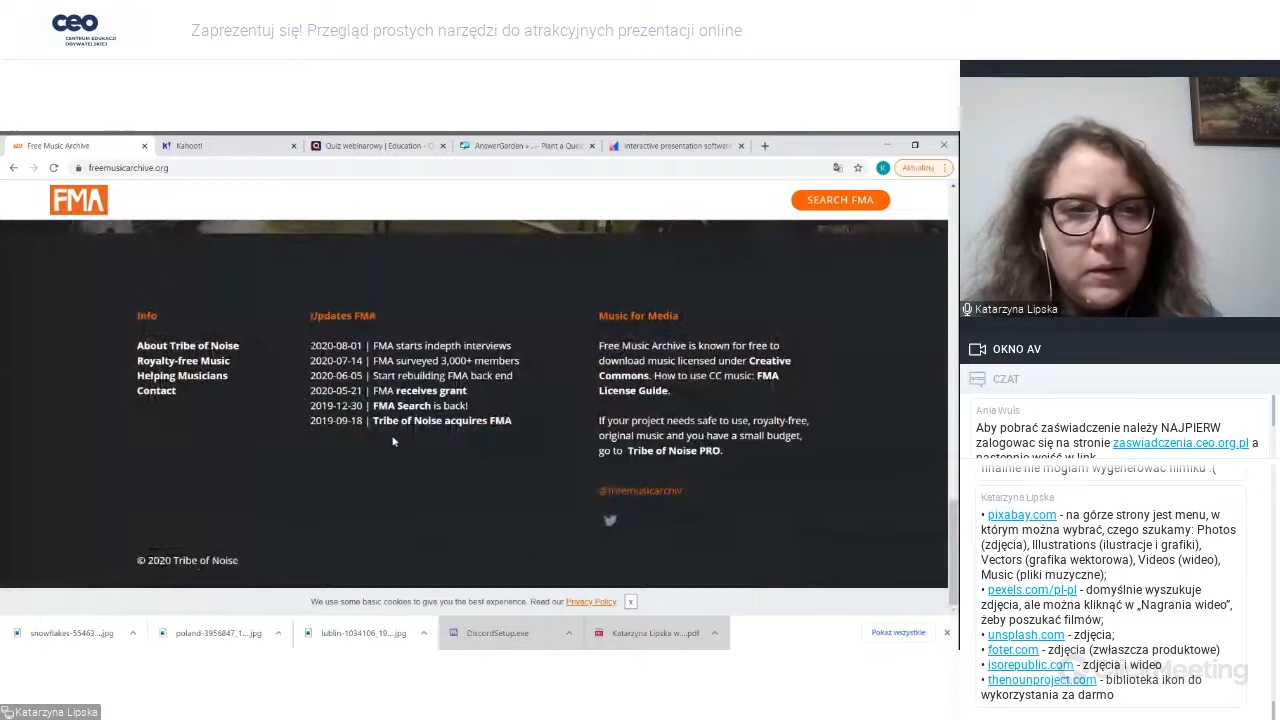 ceo
CENTRUM EDUKACJI
OBYWATELSKIEJ
Zaprezentuj się! Przegląd prostych narzędzi do atrakcyjnych prezentacji online
Free Music Archive
Kahoot!
Quiz webinarowy | Education - Q
AnswerGarden » ... - Plant a Que
interactive presentation software
freemusicarchive.org
K
Aktualizuj
FMA
SEARCH FMA
Info
About Tribe of Noise
Royalty-free Music
Helping Musicians
Contact
Updates FMA
2020-08-01 | FMA starts indepth interviews
2020-07-14 | FMA surveyed 3,000+ members
2020-06-05 | Start rebuilding FMA back end
2020-05-21 | FMA receives grant
2019-12-30 | FMA Search is back!
2019-09-18 | Tribe of Noise acquires FMA
Music for Media
Free Music Archive is known for free to
download music licensed under Creative
Commons. How to use CC music: FMA
License Guide.
If your project needs safe to use, royalty-free,
original music and you have a small budget,
go to Tribe of Noise PRO.
@freemusicarchiv
© 2020 Tribe of Noise
We use some basic cookies to give you the best experience. Read our Privacy Policy. x
snowflakes-55463....jpg
poland-3956847_1....jpg
lublin-1034106_19....jpg
DiscordSetup.exe
Katarzyna Lipska w....pdf
Pokaż wszystkie
Katarzyna Lipska
Katarzyna Lipska
OKNO AV
CZAT
Ania Wuls
Aby pobrać zaświadczenie należy NAJPIERW
zalogowac się na stronie zaswiadczenia.ceo.org.pl a
następnie wejść w link
finalnie nie mogłam wygenerować filmiku :(
Katarzyna Lipska
• pixabay.com - na górze strony jest menu, w
którym można wybrać, czego szukamy: Photos
(zdjęcia), Illustrations (ilustracje i grafiki),
Vectors (grafika wektorowa), Videos (wideo),
Music (pliki muzyczne);
• pexels.com/pl-pl - domyślnie wyszukuje
zdjęcia, ale można kliknąć w „Nagrania wideo”,
żeby poszukać filmów;
• unsplash.com - zdjęcia;
• foter.com - zdjęcia (zwłaszcza produktowe)
• isorepublic.com - zdjęcia i wideo
• thenounproject.com - biblioteka ikon do
wykorzystania za darmo